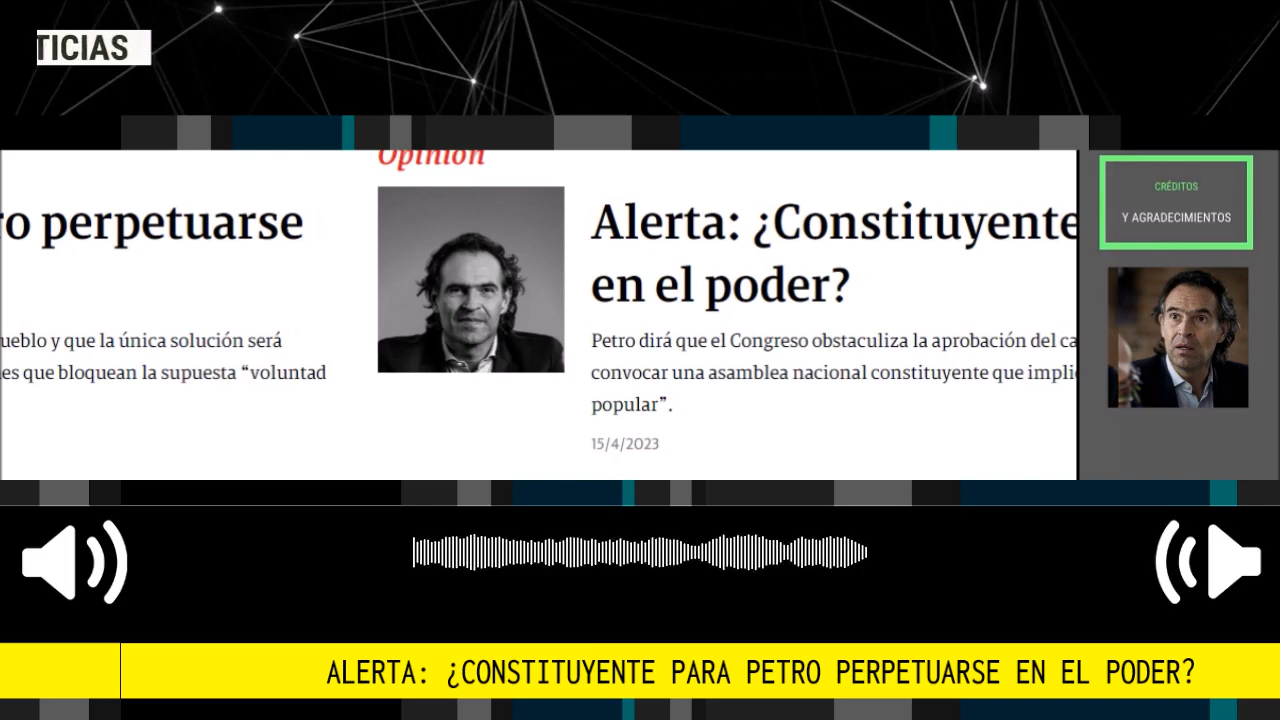 TICIAS
Opinión
ro perpetuarse
ueblo y que la única solución será
es que bloquean la supuesta “voluntad
Alerta: ¿Constituyente
en el poder?
Petro dirá que el Congreso obstaculiza la aprobación del ca
convocar una asamblea nacional constituyente que impli
popular”.
15/4/2023
CRÉDITOS
Y AGRADECIMIENTOS
ALERTA: ¿CONSTITUYENTE PARA PETRO PERPETUARSE EN EL PODER?